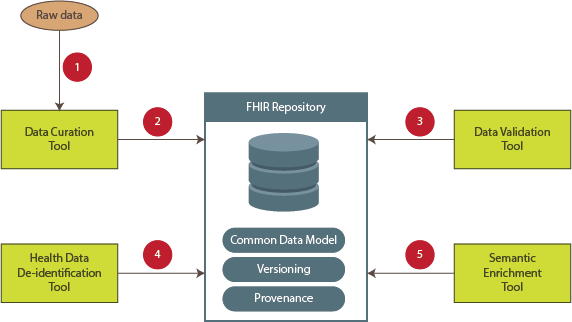 Raw data
1
Data Curation
Tool
2
FHIR Repository
3
Data Validation
Tool
Common Data Model
Versioning
Provenance
Health Data
De-identification
Tool
4
5
Semantic
Enrichment
Tool